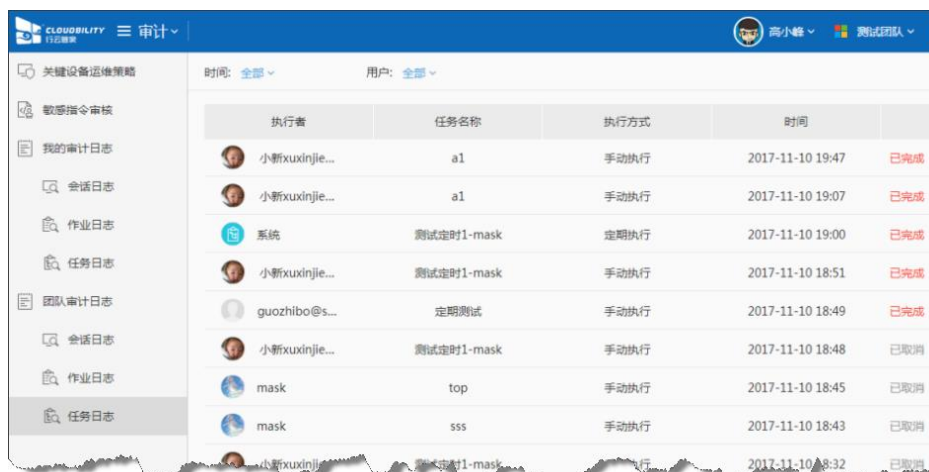 CLOUDBILITY 审计 高小峰 测试团队
行云管家
关键设备运维策略 时间: 全部 用户: 全部
敏感指令审核
我的审计日志
会话日志
作业日志
任务日志
团队审计日志
会话日志
作业日志
任务日志
执行者 任务名称 执行方式 时间
小新xuxinjie... a1 手动执行 2017-11-10 19:47 已完成
小新xuxinjie... a1 手动执行 2017-11-10 19:07 已完成
系统 测试定时1-mask 定期执行 2017-11-10 19:00 已完成
小新xuxinjie... 测试定时1-mask 手动执行 2017-11-10 18:51 已完成
guozhibo@s... 定期测试 手动执行 2017-11-10 18:49 已完成
小新xuxinjie... 测试定时1-mask 手动执行 2017-11-10 18:48 已取消
mask top 手动执行 2017-11-10 18:45 已取消
mask sss 手动执行 2017-11-10 18:43 已取消
2017-11-10 8:32 已取消